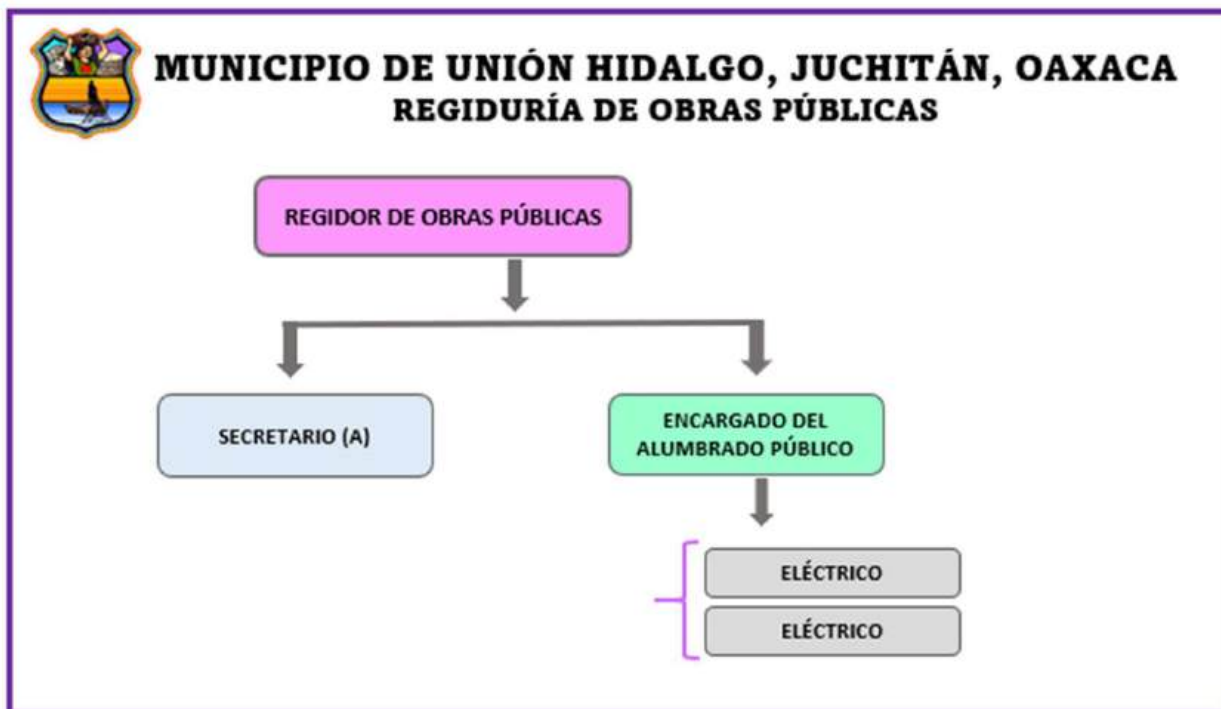 MUNICIPIO DE UNIÓN HIDALGO, JUCHITÁN, OAXACA
REGIDURÍA DE OBRAS PÚBLICAS
REGIDOR DE OBRAS PÚBLICAS
SECRETARIO (A)
ENCARGADO DEL
ALUMBRADO PÚBLICO
ELÉCTRICO
ELÉCTRICO